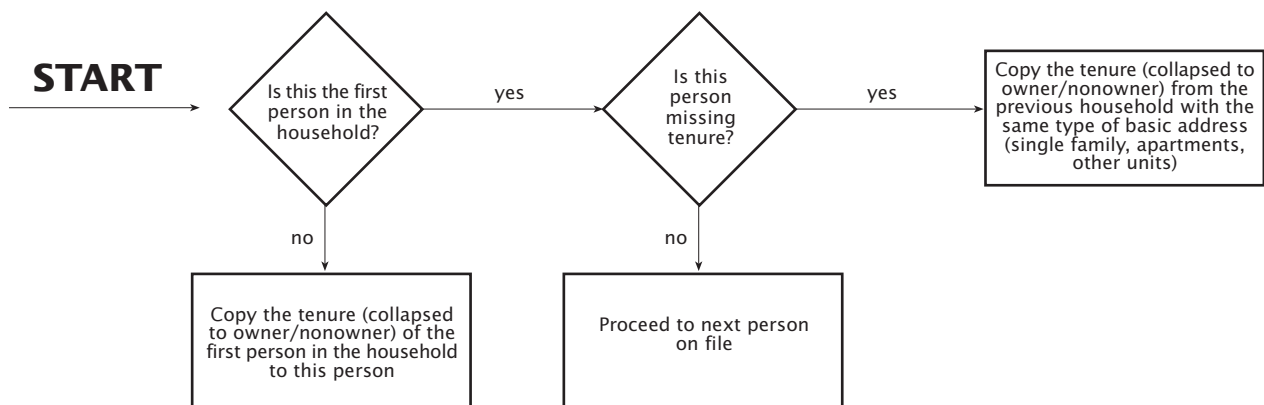 START
Is this the first
person in the
household?
yes
Is this
person
missing
tenure?
yes
Copy the tenure (collapsed to
owner/nonowner) from the
previous household with the
same type of basic address
(single family, apartments,
other units)
no
no
Copy the tenure (collapsed
to owner/nonowner) of the
first person in the household
to this person
Proceed to next person
on file